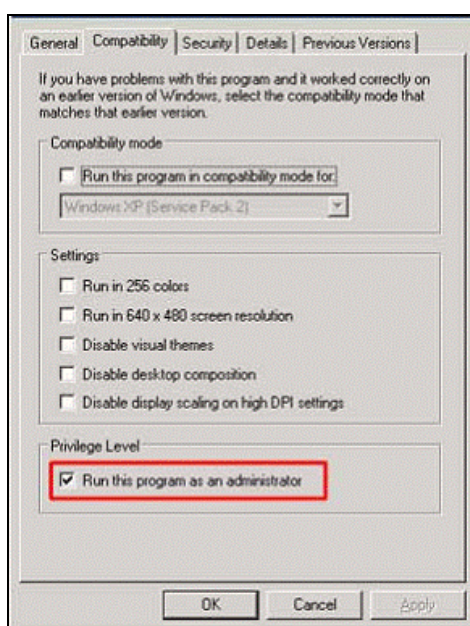 General
Compatibility
Security
Details
Previous Versions
If you have problems with this program and it worked correctly on
an earlier version of Windows, select the compatibility mode that
matches that earlier version.
Compatibility mode
Run this program in compatibility mode for:
Windows XP (Service Pack 2)
Settings
Run in 256 colors
Run in 640 x 480 screen resolution
Disable visual themes
Disable desktop composition
Disable display scaling on high DPI settings
Privilege Level
Run this program as an administrator
OK
Cancel
Apply